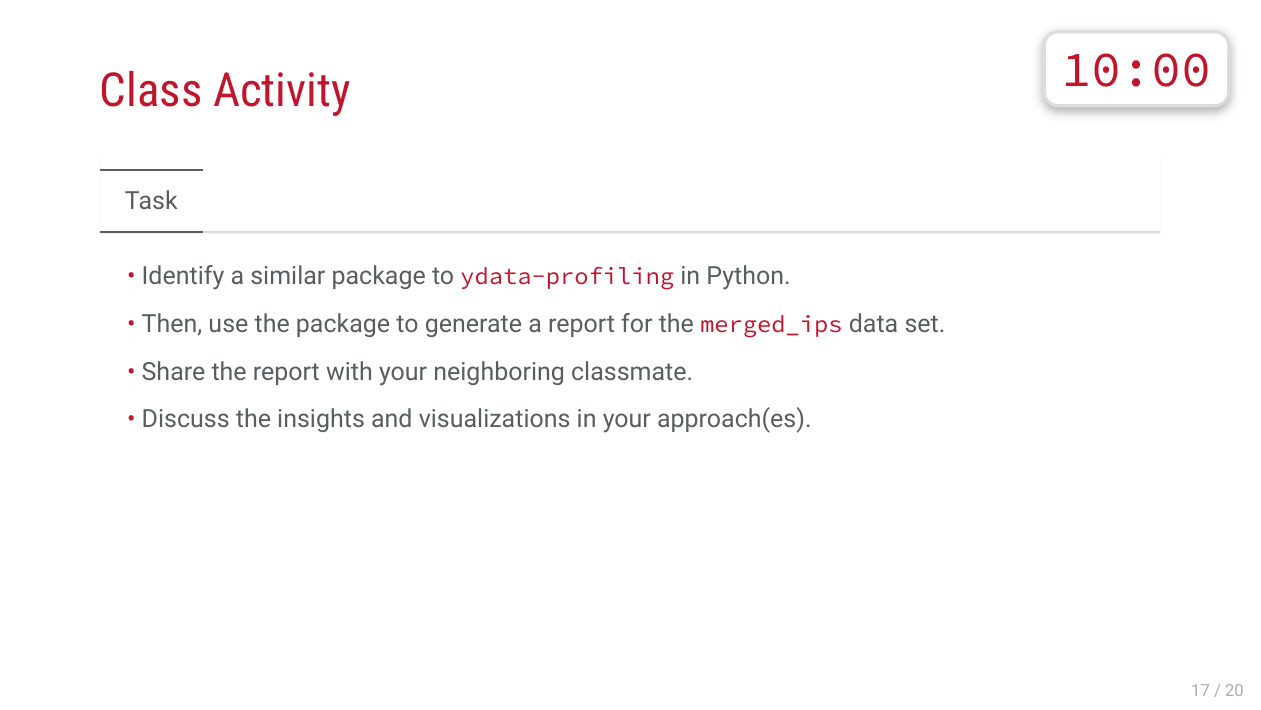 Class Activity
10:00
Task
• Identify a similar package to ydata-profiling in Python.
• Then, use the package to generate a report for the merged_ips data set.
• Share the report with your neighboring classmate.
• Discuss the insights and visualizations in your approach(es).
17 / 20